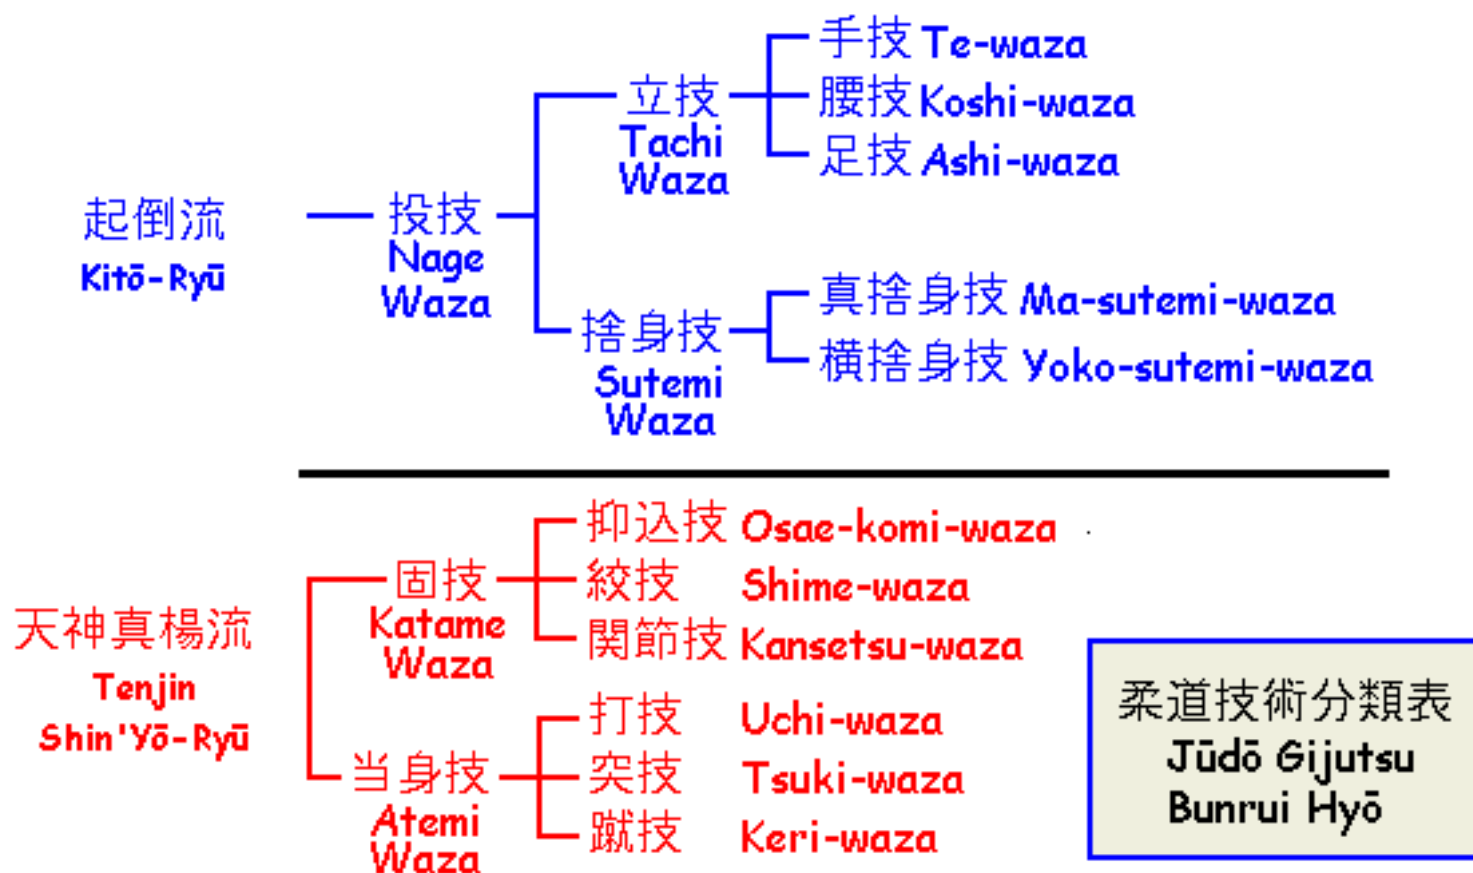 手技 Te-waza
腰技 Koshi-waza
足技 Ashi-waza
立技
Tachi
Waza
起倒流
Kitō-Ryū
投技
Nage
Waza
真捨身技 Ma-sutemi-waza
横捨身技 Yoko-sutemi-waza
捨身技
Sutemi
Waza
抑込技 Osae-komi-waza
絞技 Shime-waza
関節技 Kansetsu-waza
固技
Katame
Waza
天神真楊流
Tenjin
Shin'Yō-Ryū
打技 Uchi-waza
突技 Tsuki-waza
蹴技 Keri-waza
当身技
Atemi
Waza
柔道技術分類表
Jūdō Gijutsu
Bunrui Hyō